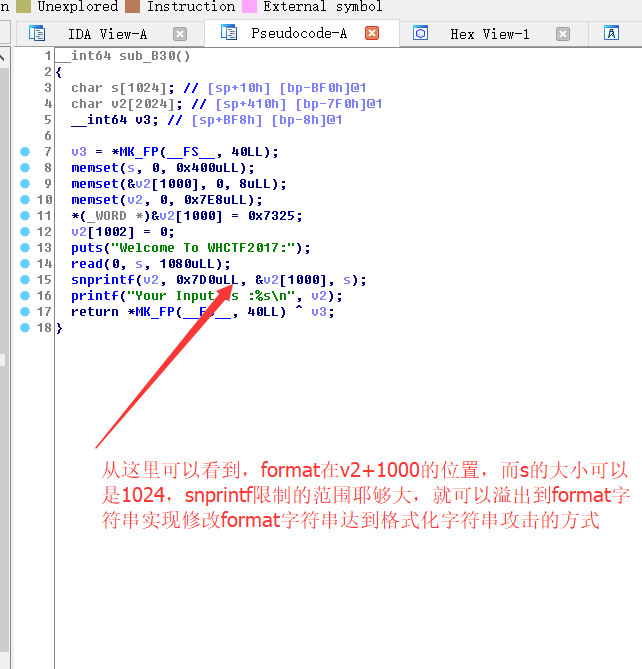 n Unexplored Instruction External symbol
IDA View-A Pseudocode-A Hex View-1 A
1 __int64 sub_B30()
2 {
3 char s[1024]; // [sp+10h] [bp-BF0h]@1
4 char v2[2024]; // [sp+410h] [bp-7F0h]@1
5 __int64 v3; // [sp+BF8h] [bp-8h]@1
6
7 v3 = *MK_FP(__FS__, 40LL);
8 memset(s, 0, 0x400uLL);
9 memset(&v2[1000], 0, 8uLL);
10 memset(v2, 0, 0x7E8uLL);
11 *(_WORD *)&v2[1000] = 0x7325;
12 v2[1002] = 0;
13 puts("Welcome To WHCTF2017:");
14 read(0, s, 1080uLL);
15 snprintf(v2, 0x7D0uLL, &v2[1000], s);
16 printf("Your Input s :%s\n", v2);
17 return *MK_FP(__FS__, 40LL) ^ v3;
18 }
从这里可以看到，format在v2+1000的位置，而s的大小可以
是1024，snprintf限制的范围耶够大，就可以溢出到format字
符串实现修改format字符串达到格式化字符串攻击的方式